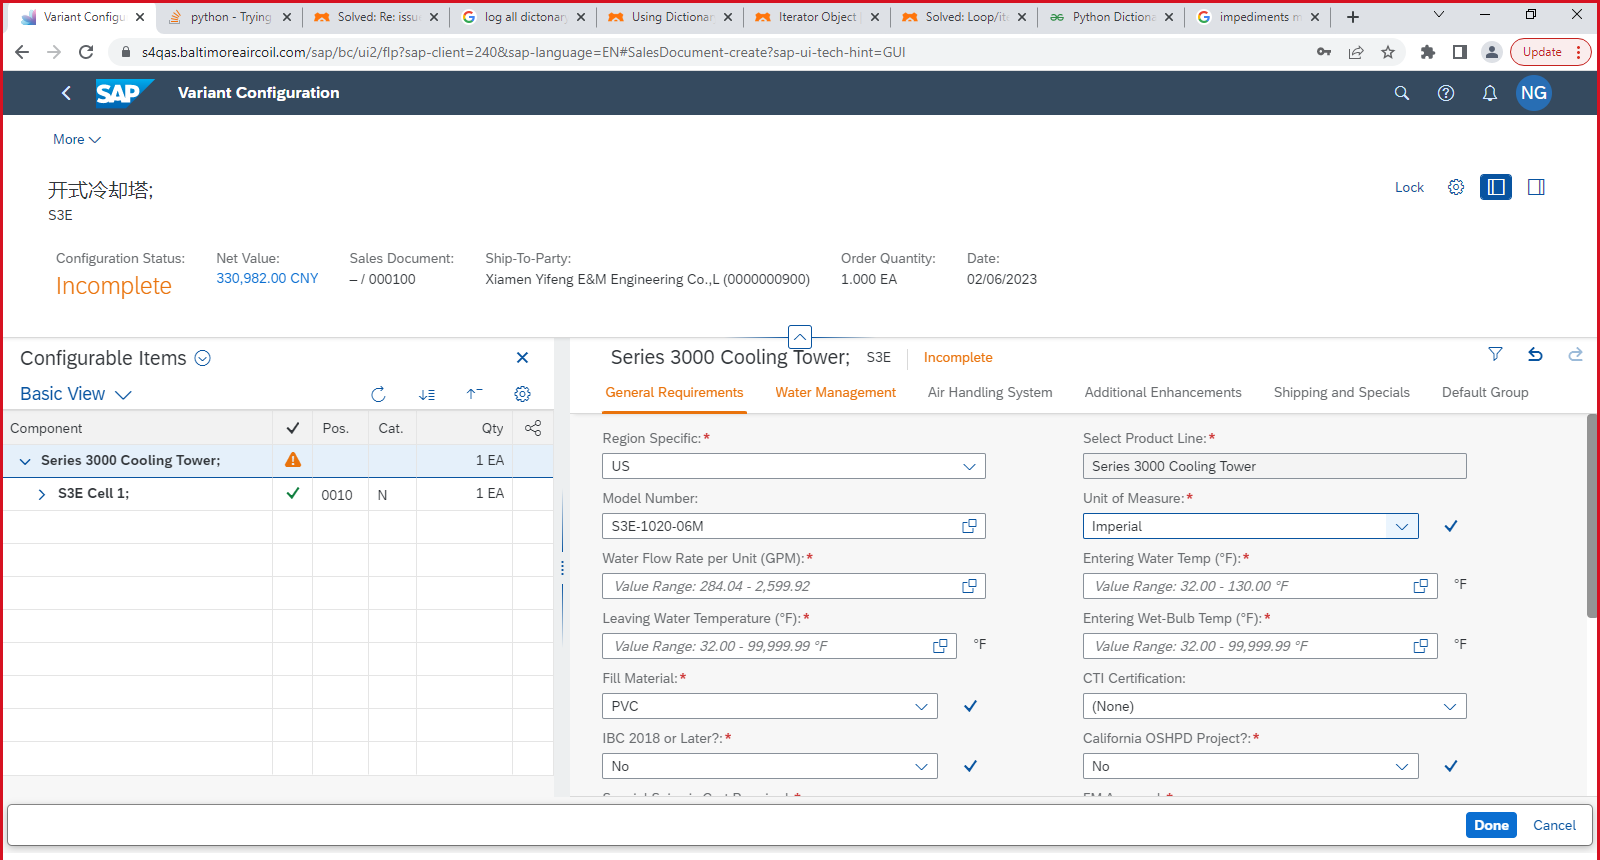 Variant Configu
python - Trying
Solved: Re: issue
log all dictonary
Using Dictionar
Iterator Object
Solved: Loop/ite
Python Dictiona
impediments m
s4qas.baltimoreaircoil.com/sap/bc/ui2/flp?sap-client=240&sap-language=EN#SalesDocument-create?sap-ui-tech-hint=GUI
Update
SAP
Variant Configuration
NG
More
开式冷却塔;
S3E
Lock
Configuration Status:
Incomplete
Net Value:
330,982.00 CNY
Sales Document:
– / 000100
Ship-To-Party:
Xiamen Yifeng E&M Engineering Co.,L (0000000900)
Order Quantity:
1.000 EA
Date:
02/06/2023
Configurable Items
Basic View
Component Pos. Cat. Qty
Series 3000 Cooling Tower; 1 EA
S3E Cell 1; 0010 N 1 EA
Series 3000 Cooling Tower; S3E Incomplete
General Requirements Water Management Air Handling System Additional Enhancements Shipping and Specials Default Group
Region Specific:*
US
Select Product Line:*
Series 3000 Cooling Tower
Model Number:
S3E-1020-06M
Unit of Measure:*
Imperial
Water Flow Rate per Unit (GPM):*
Value Range: 284.04 - 2,599.92
Entering Water Temp (°F):*
Value Range: 32.00 - 130.00 °F
°F
Leaving Water Temperature (°F):*
Value Range: 32.00 - 99,999.99 °F
°F
Entering Wet-Bulb Temp (°F):*
Value Range: 32.00 - 99,999.99 °F
°F
Fill Material:*
PVC
CTI Certification:
(None)
IBC 2018 or Later?:*
No
California OSHPD Project?:*
No
Done
Cancel